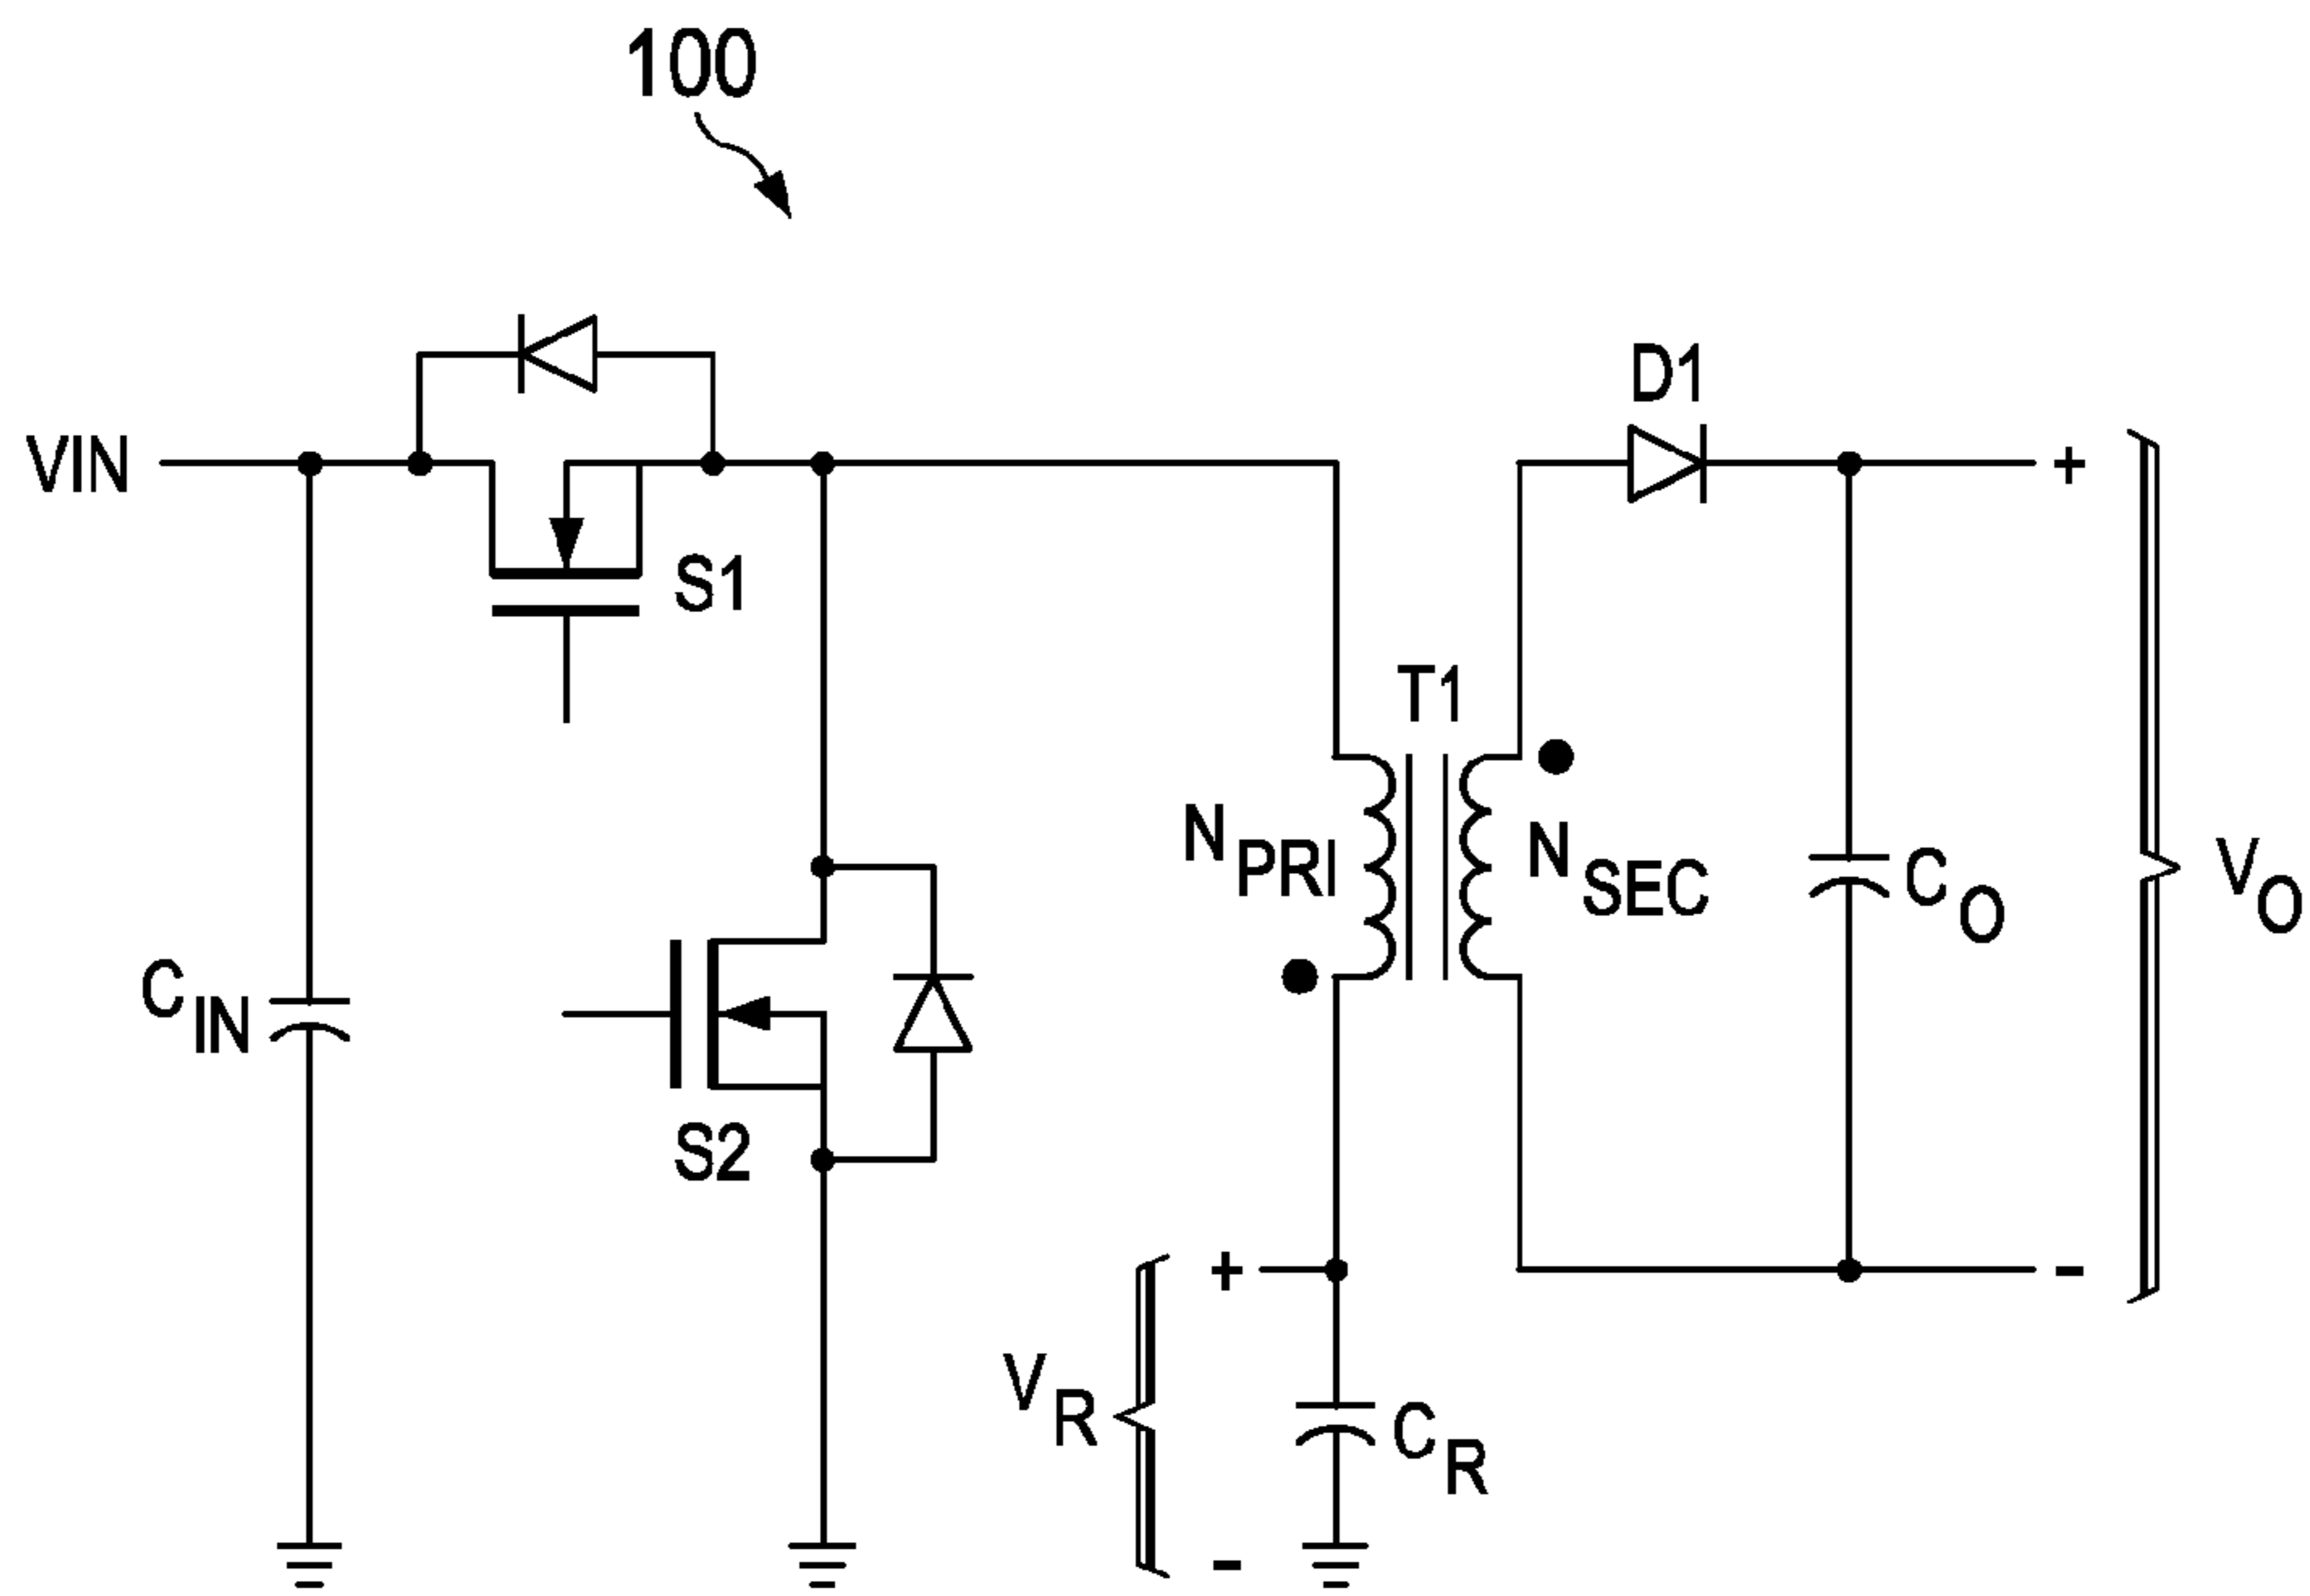 100
VIN
D1
+
S1
T1
NPRI
NSEC
CO
VO
CIN
S2
+
-
VR
CR
-